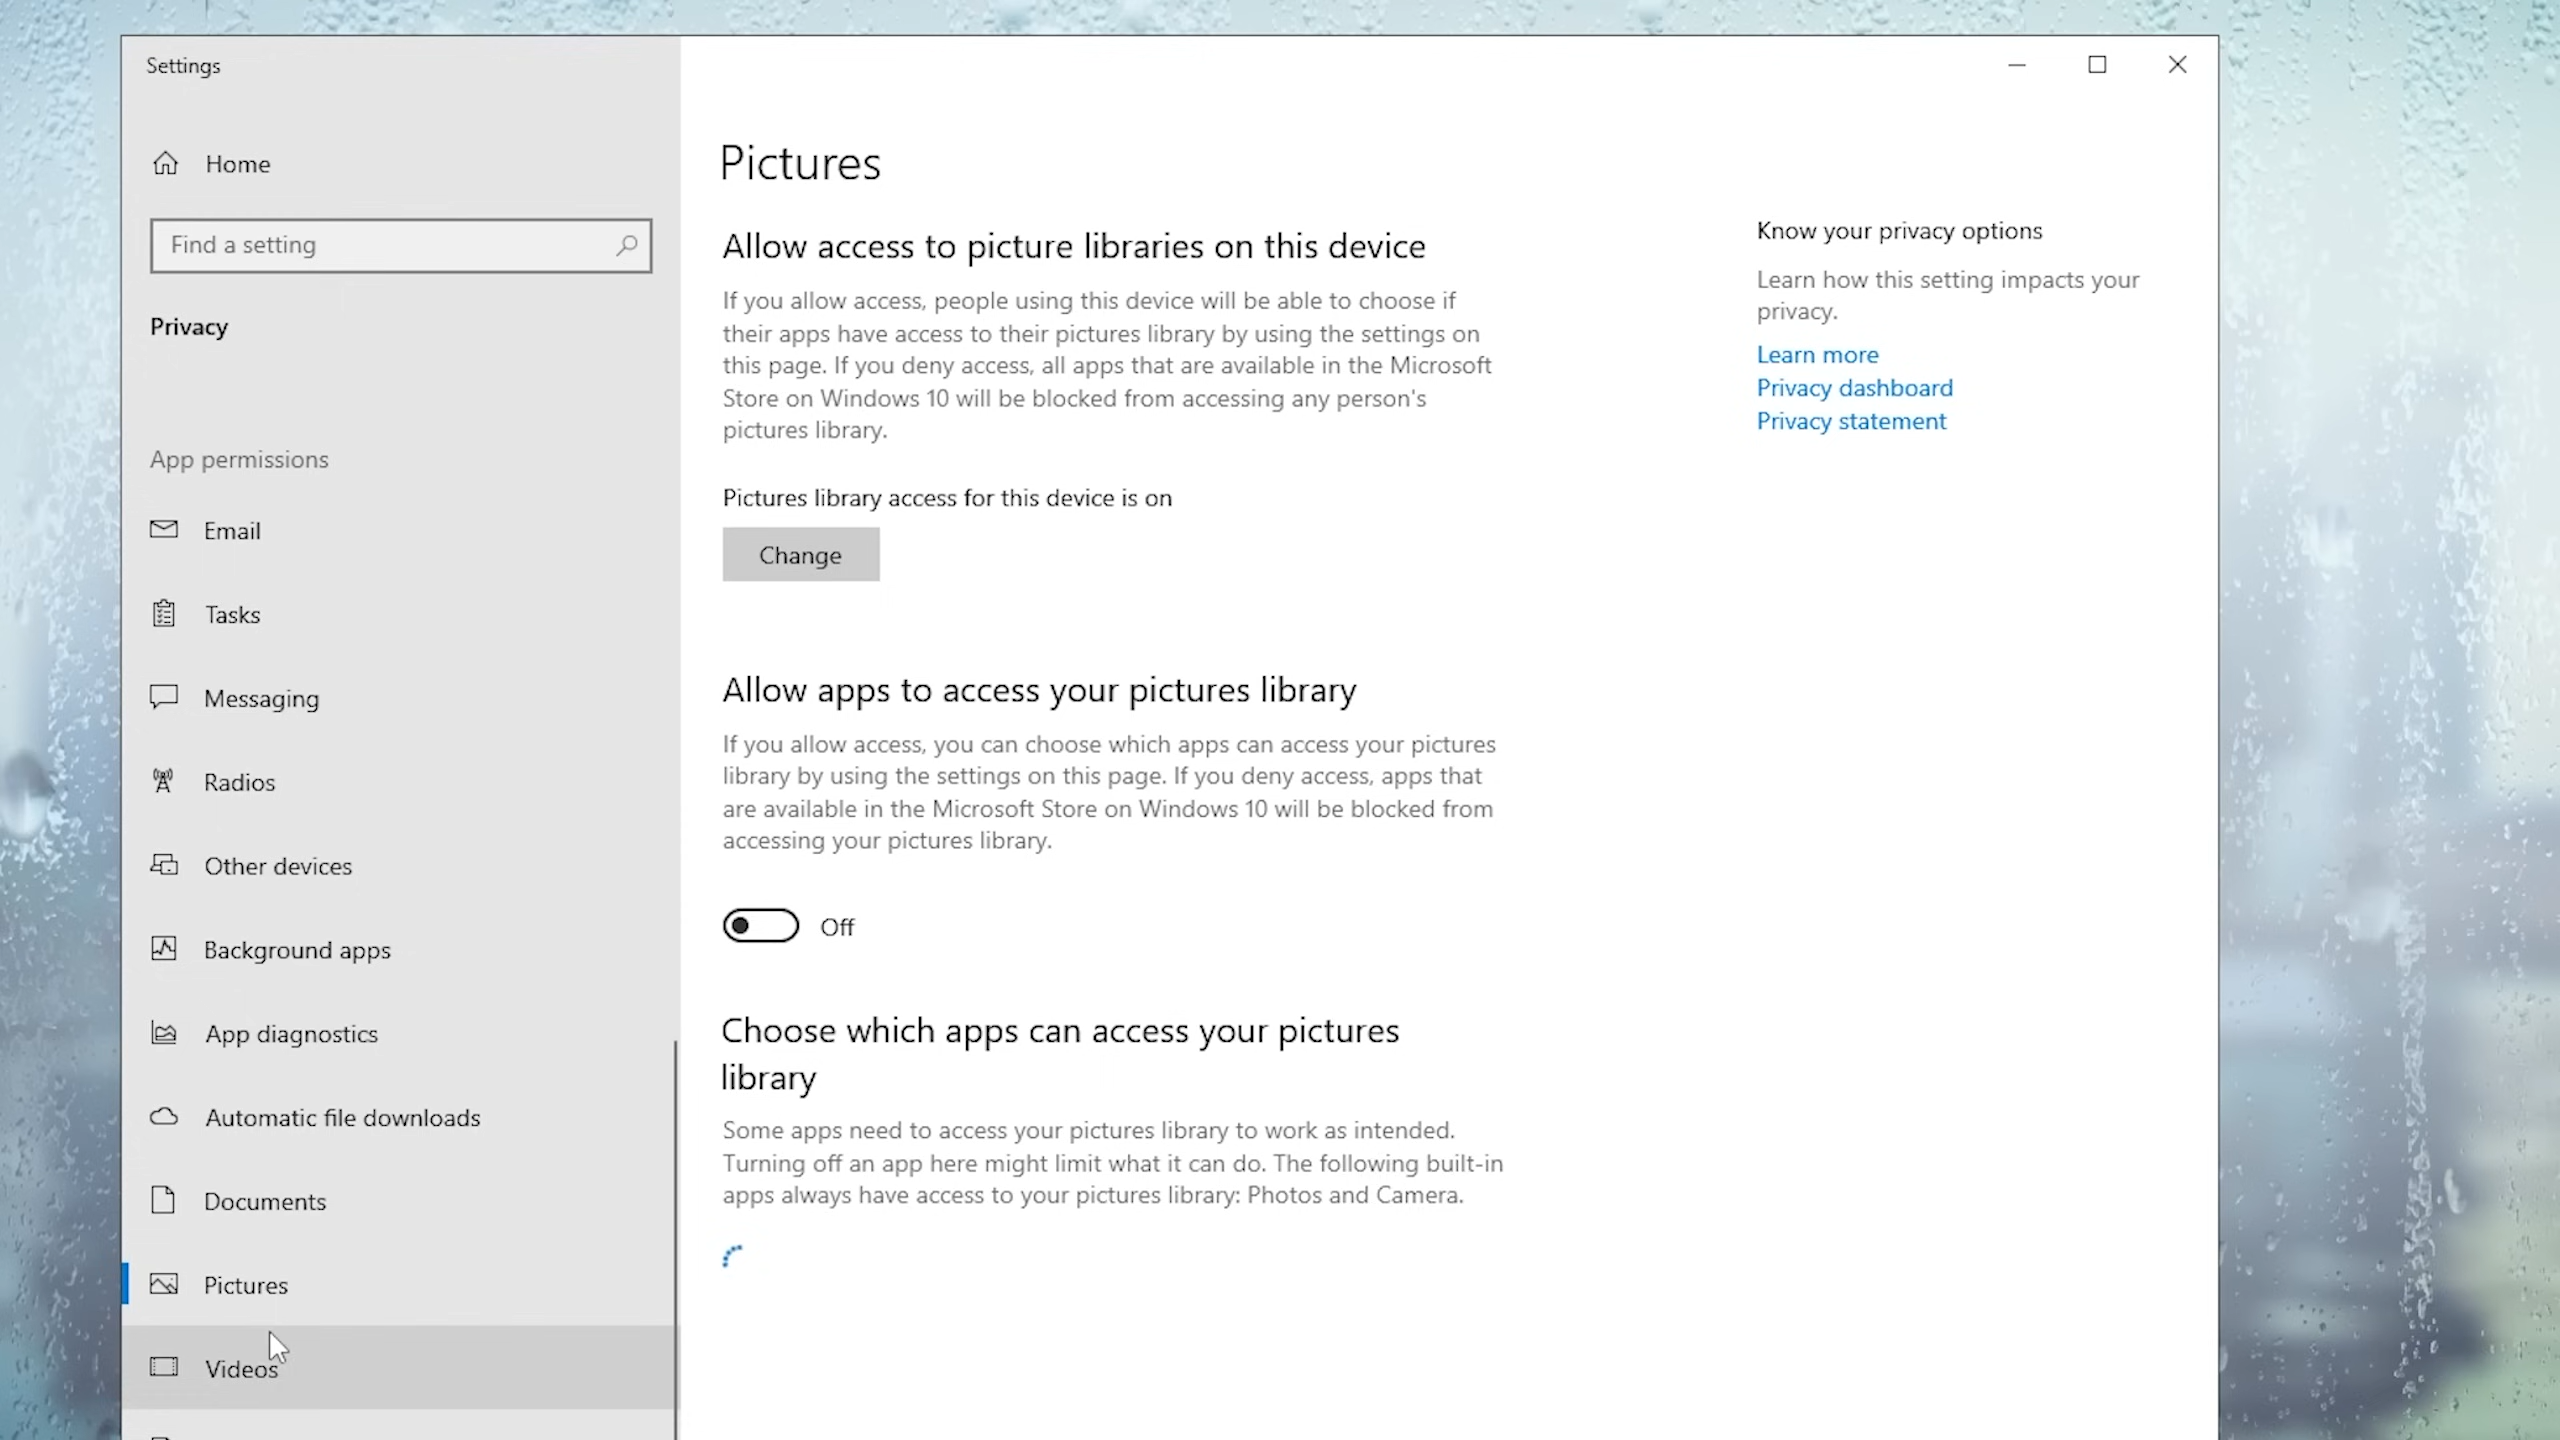 Settings
Home
Find a setting
Privacy
App permissions
Email
Tasks
Messaging
Radios
Other devices
Background apps
App diagnostics
Automatic file downloads
Documents
Pictures
Videos
Pictures
Allow access to picture libraries on this device
If you allow access, people using this device will be able to choose if
their apps have access to their pictures library by using the settings on
this page. If you deny access, all apps that are available in the Microsoft
Store on Windows 10 will be blocked from accessing any person's
pictures library.
Pictures library access for this device is on
Change
Allow apps to access your pictures library
If you allow access, you can choose which apps can access your pictures
library by using the settings on this page. If you deny access, apps that
are available in the Microsoft Store on Windows 10 will be blocked from
accessing your pictures library.
Off
Choose which apps can access your pictures
library
Some apps need to access your pictures library to work as intended.
Turning off an app here might limit what it can do. The following built-in
apps always have access to your pictures library: Photos and Camera.
Know your privacy options
Learn how this setting impacts your
privacy.
Learn more
Privacy dashboard
Privacy statement